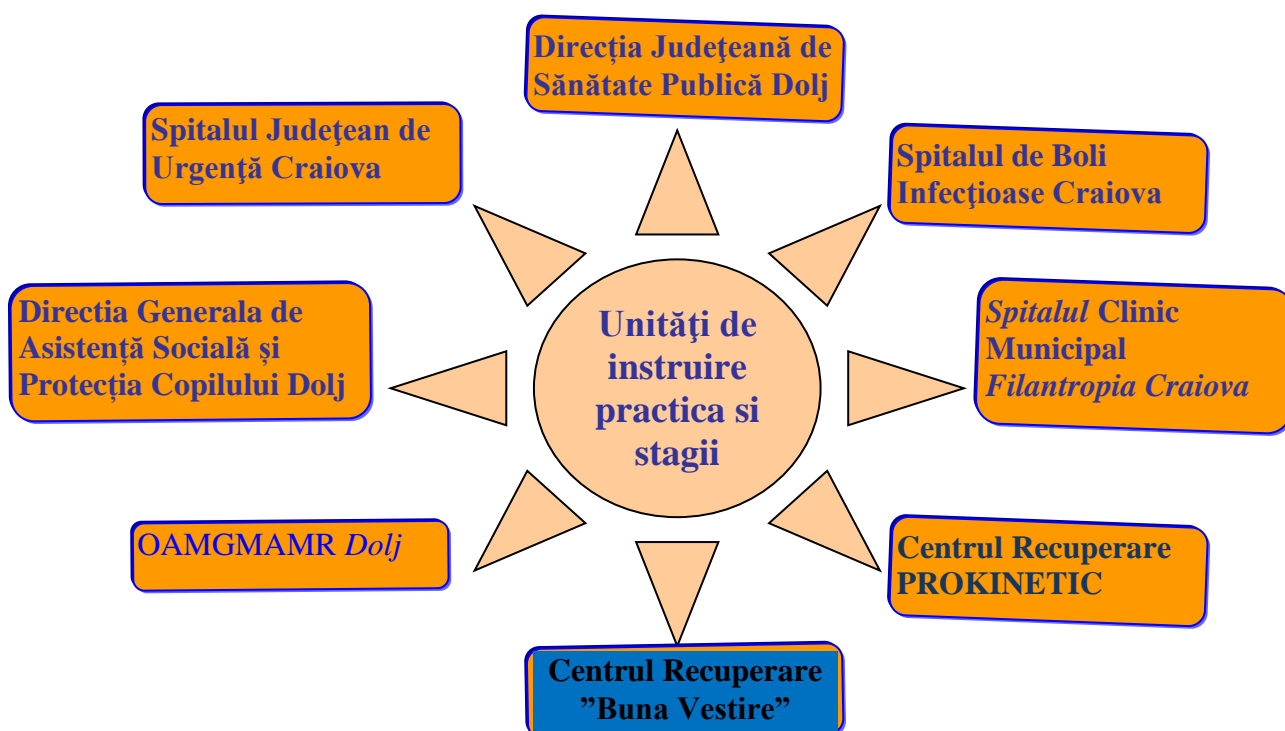 Direcția Judeţeană de
Sănătate Publică Dolj
Spitalul Judeţean de
Urgenţă Craiova
Spitalul de Boli
Infecţioase Craiova
Directia Generala de
Asistență Socială și
Protecția Copilului Dolj
Unităţi de
instruire
practica si
stagii
Spitalul Clinic
Municipal
Filantropia Craiova
OAMGMAMR Dolj
Centrul Recuperare
PROKINETIC
Centrul Recuperare
”Buna Vestire”